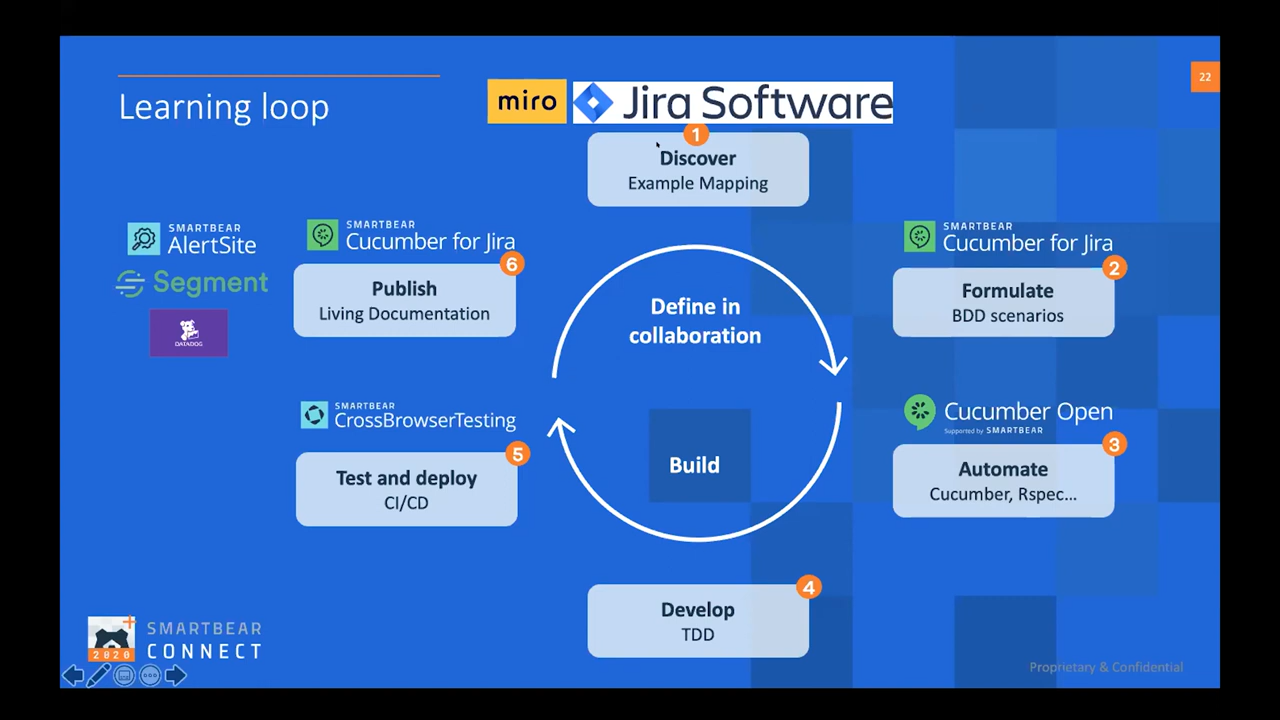 Learning loop
miro
Jira Software
22
1
Discover
Example Mapping
SMARTBEAR
AlertSite
Segment
DATADOG
SMARTBEAR
Cucumber for Jira
6
Publish
Living Documentation
Define in
collaboration
SMARTBEAR
Cucumber for Jira
2
Formulate
BDD scenarios
SMARTBEAR
CrossBrowserTesting
5
Test and deploy
CI/CD
Build
Cucumber Open
Supported by SMARTBEAR
3
Automate
Cucumber, Rspec...
4
Develop
TDD
2020
SMARTBEAR
CONNECT
Proprietary & Confidential